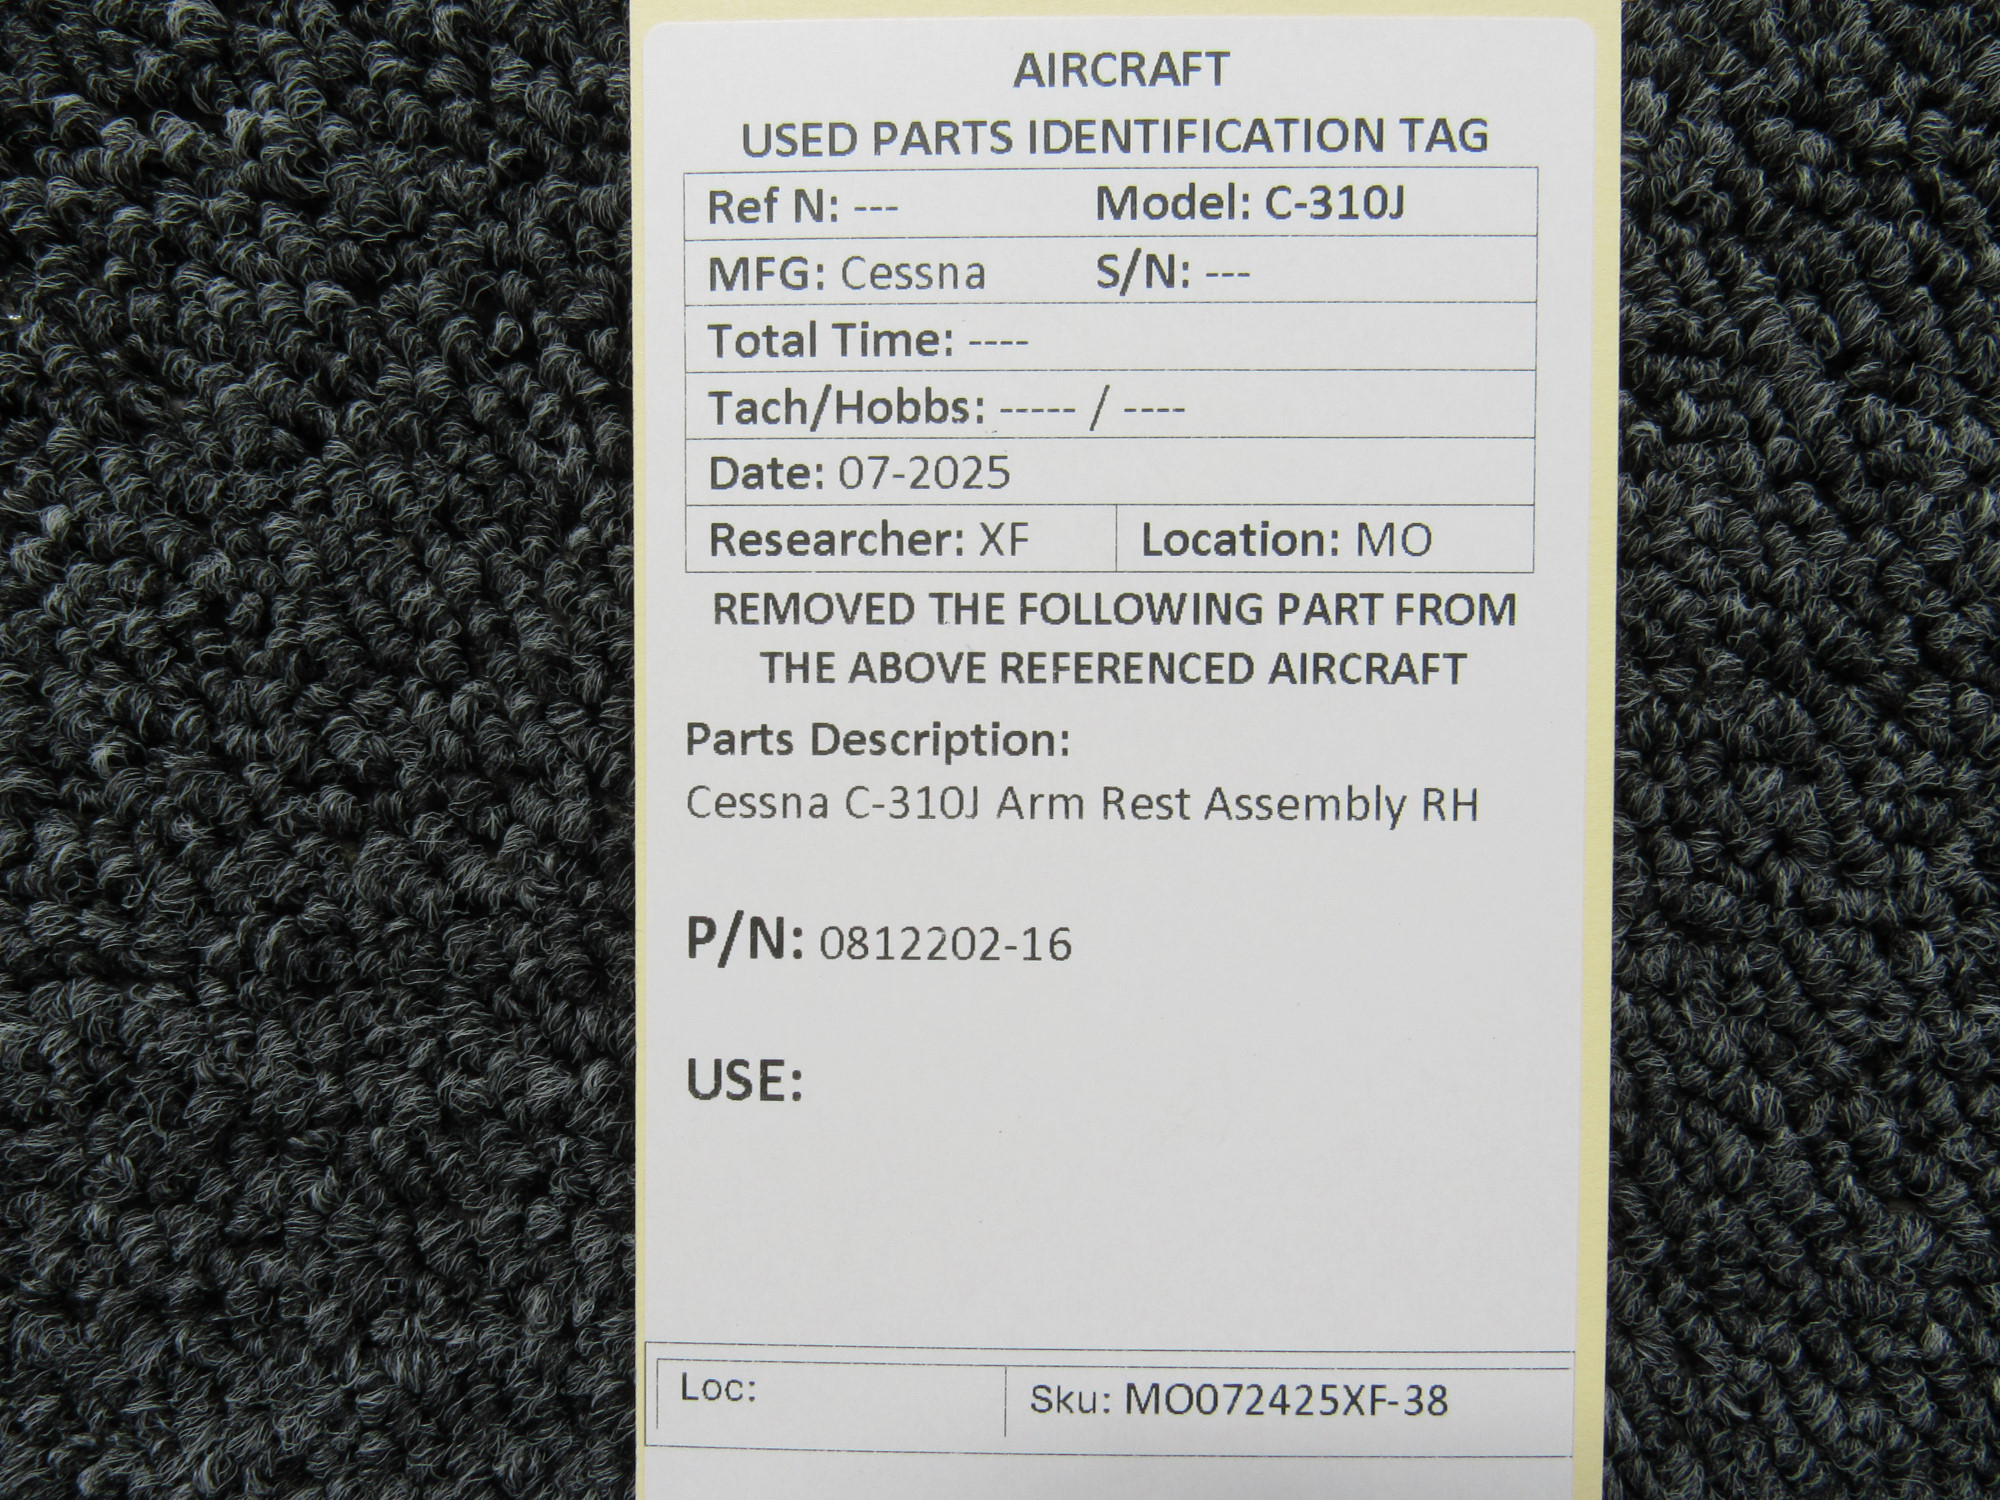 AIRCRAFT
USED PARTS IDENTIFICATION TAG
Ref N: --- Model: C-310J
MFG: Cessna S/N: ---
Total Time: ----
Tach/Hobbs: ----- / ----
Date: 07-2025
Researcher: XF Location: MO
REMOVED THE FOLLOWING PART FROM
THE ABOVE REFERENCED AIRCRAFT
Parts Description:
Cessna C-310J Arm Rest Assembly RH
P/N: 0812202-16
USE:
Loc: Sku: MO072425XF-38